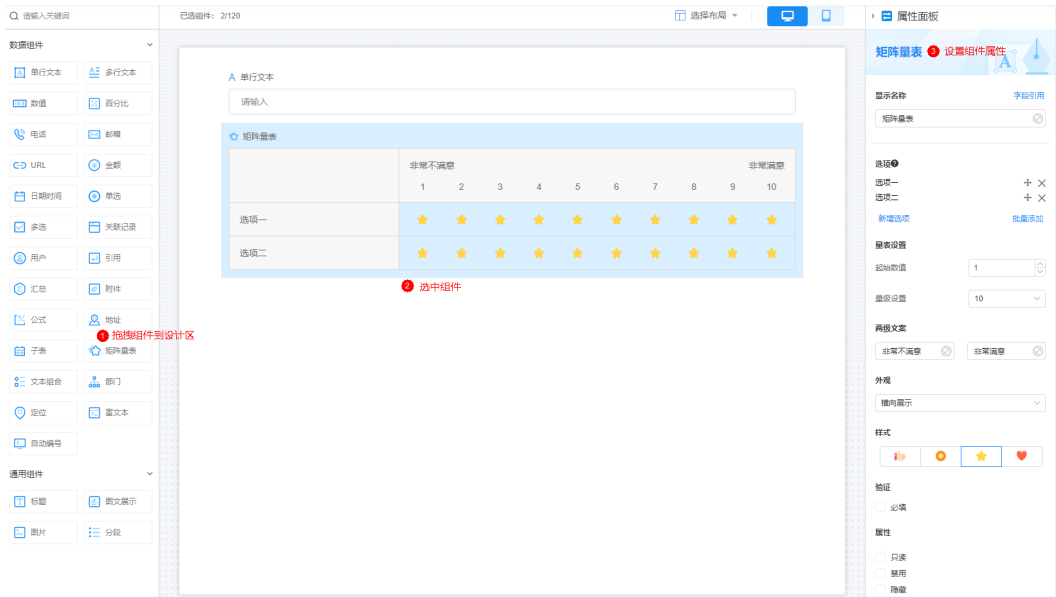 请输入关键词
已选组件: 2/120
选择布局
属性面板
数据组件
单行文本
多行文本
数值
百分比
电话
邮箱
URL
金额
日期时间
单选
多选
关联记录
用户
引用
汇总
附件
公式
地址
1 拖拽组件到设计区
子表
矩阵量表
文本组合
部门
定位
富文本
自动编号
通用组件
标题
图文展示
图片
分段
A 单行文本
请输入
矩阵量表
非常不满意
非常满意
1 2 3 4 5 6 7 8 9 10
选项一
选项二
2 选中组件
矩阵量表
3 设置组件属性
显示名称
字段引用
矩阵量表
选项
选项一
选项二
新增选项
批量添加
量表设置
起始数值
1
量级设置
10
两级文案
非常不满意
非常满意
外观
横向展示
样式
验证
必填
属性
只读
禁用
隐藏